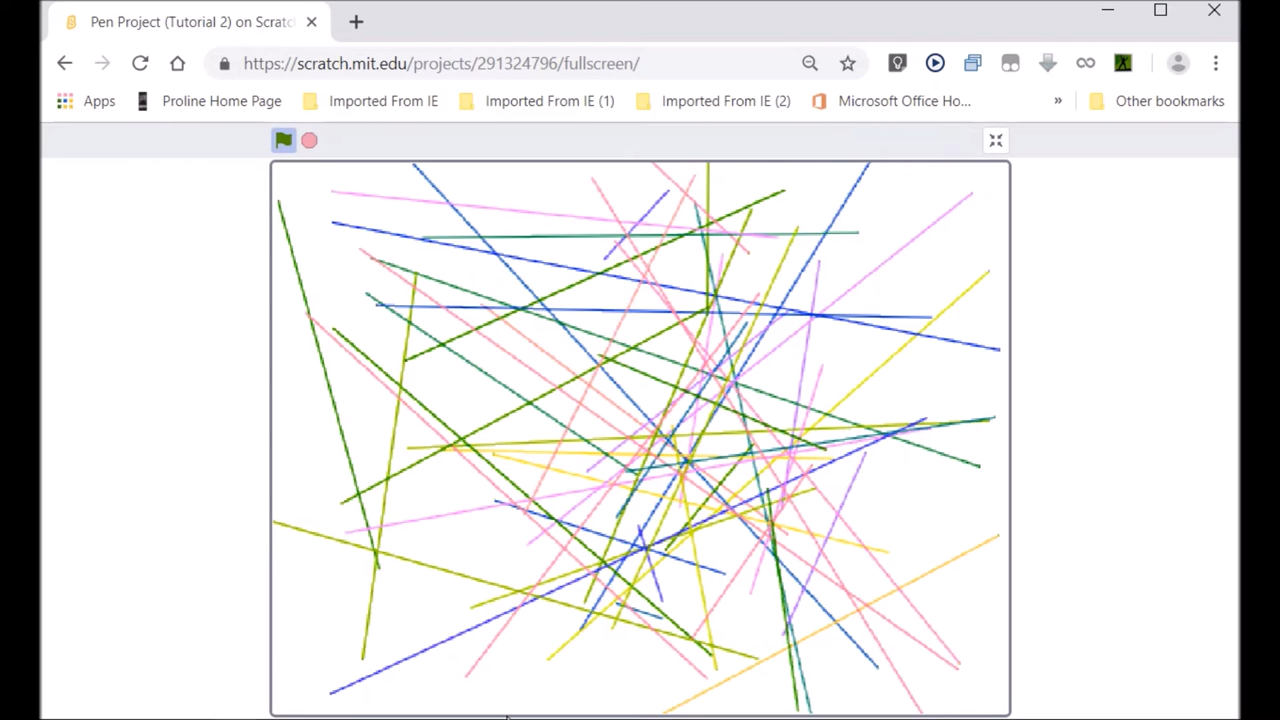 Pen Project (Tutorial 2) on Scratc
https://scratch.mit.edu/projects/291324796/fullscreen/
Apps Proline Home Page Imported From IE Imported From IE (1) Imported From IE (2) Microsoft Office Ho... » Other bookmarks